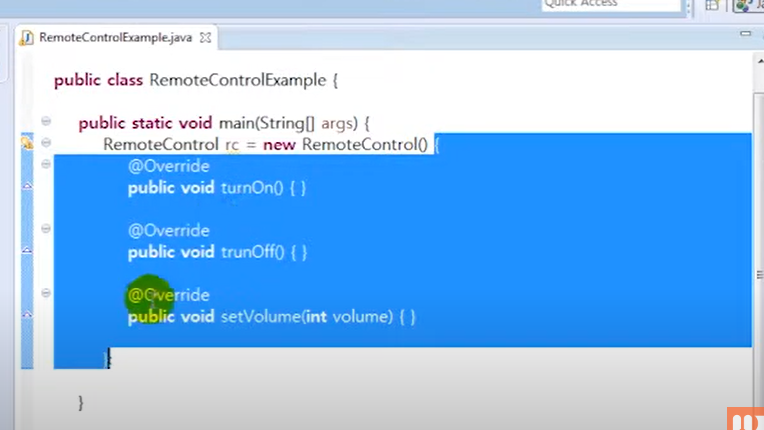 Quick Access
RemoteControlExample.java
public class RemoteControlExample {
public static void main(String[] args) {
RemoteControl rc = new RemoteControl() {
@Override
public void turnOn() { }
@Override
public void trunOff() { }
@Override
public void setVolume(int volume) { }
}
}